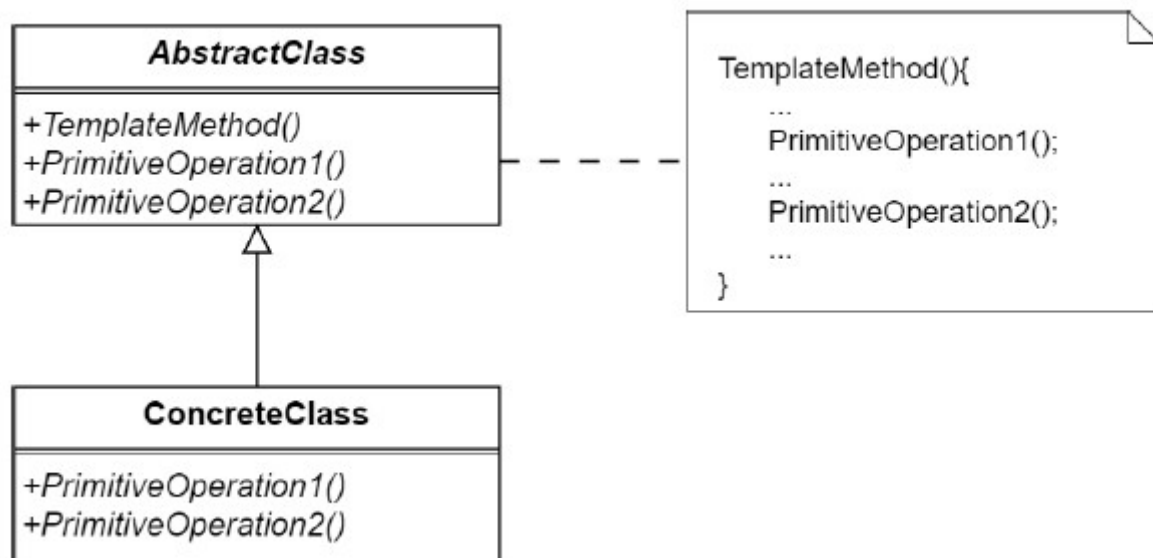 AbstractClass
+TemplateMethod()
+PrimitiveOperation1()
+PrimitiveOperation2()
TemplateMethod(){
...
PrimitiveOperation1();
...
PrimitiveOperation2();
...
}
ConcreteClass
+PrimitiveOperation1()
+PrimitiveOperation2()